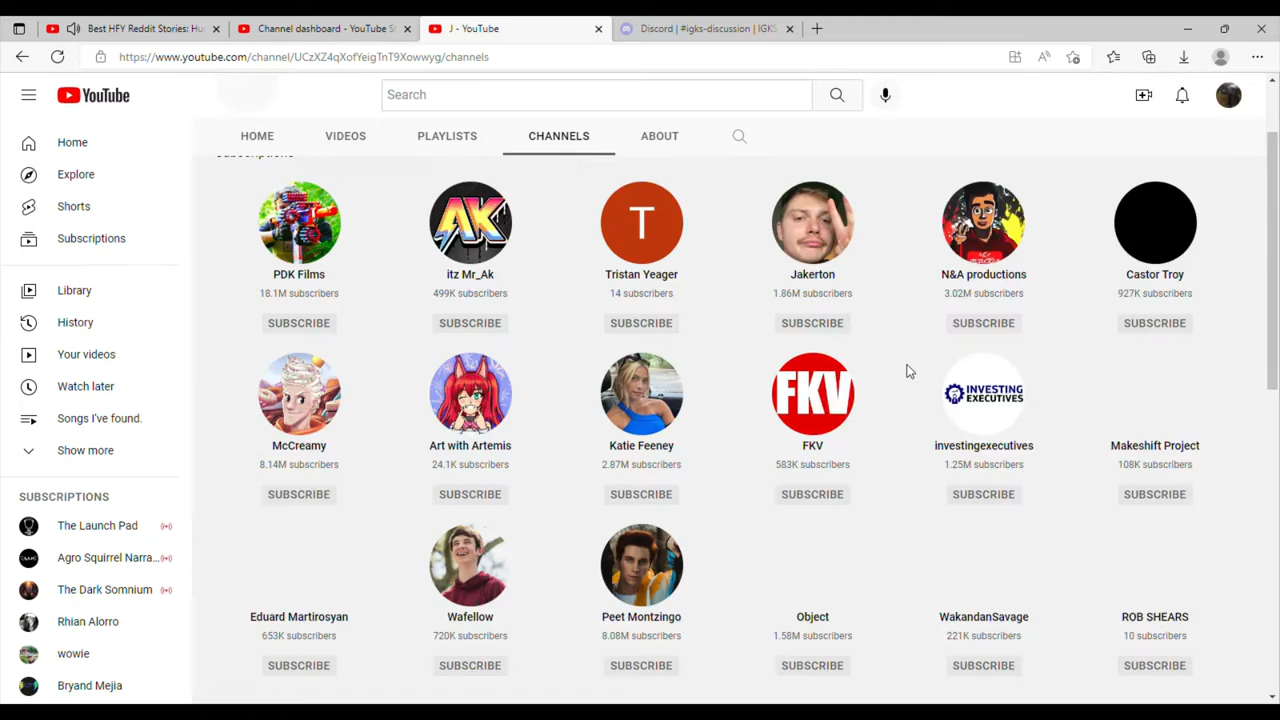 Best HFY Reddit Stories: Hu
Channel dashboard - YouTube S
J - YouTube
Discord | #igks-discussion | IGKS
https://www.youtube.com/channel/UCzXZ4qXofYeigTnT9Xowwyg/channels
YouTube
Search
HOME VIDEOS PLAYLISTS CHANNELS ABOUT
Subscriptions
Home
Explore
Shorts
Subscriptions
Library
History
Your videos
Watch later
Songs I've found.
Show more
SUBSCRIPTIONS
The Launch Pad
Agro Squirrel Narra...
The Dark Somnium
Rhian Alorro
wowie
Bryand Mejia
AK T
PDK Films itz Mr_Ak Tristan Yeager Jakerton N&A productions Castor Troy
18.1M subscribers 499K subscribers 14 subscribers 1.86M subscribers 3.02M subscribers 927K subscribers
SUBSCRIBE SUBSCRIBE SUBSCRIBE SUBSCRIBE SUBSCRIBE SUBSCRIBE
FKV INVESTING EXECUTIVES
McCreamy Art with Artemis Katie Feeney FKV investingexecutives Makeshift Project
8.14M subscribers 24.1K subscribers 2.87M subscribers 583K subscribers 1.25M subscribers 108K subscribers
SUBSCRIBE SUBSCRIBE SUBSCRIBE SUBSCRIBE SUBSCRIBE SUBSCRIBE
Eduard Martirosyan Wafellow Peet Montzingo Object WakandanSavage ROB SHEARS
653K subscribers 720K subscribers 8.08M subscribers 1.58M subscribers 221K subscribers 10 subscribers
SUBSCRIBE SUBSCRIBE SUBSCRIBE SUBSCRIBE SUBSCRIBE SUBSCRIBE